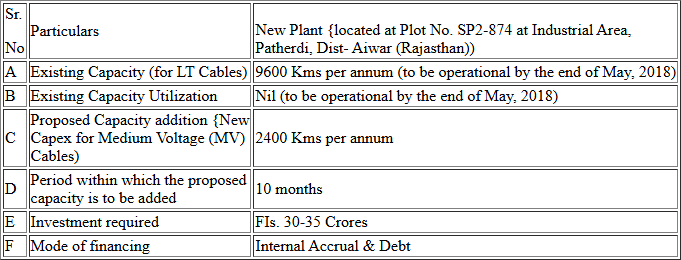 Sr.
No
Particulars
New Plant {located at Plot No. SP2-874 at Industrial Area,
Patherdi, Dist- Aiwar (Rajasthan))
A
Existing Capacity (for LT Cables)
9600 Kms per annum (to be operational by the end of May, 2018)
B
Existing Capacity Utilization
Nil (to be operational by the end of May, 2018)
C
Proposed Capacity addition {New
Capex for Medium Voltage (MV)
Cables)
2400 Kms per annum
D
Period within which the proposed
capacity is to be added
10 months
E
Investment required
FIs. 30-35 Crores
F
Mode of financing
Internal Accrual & Debt